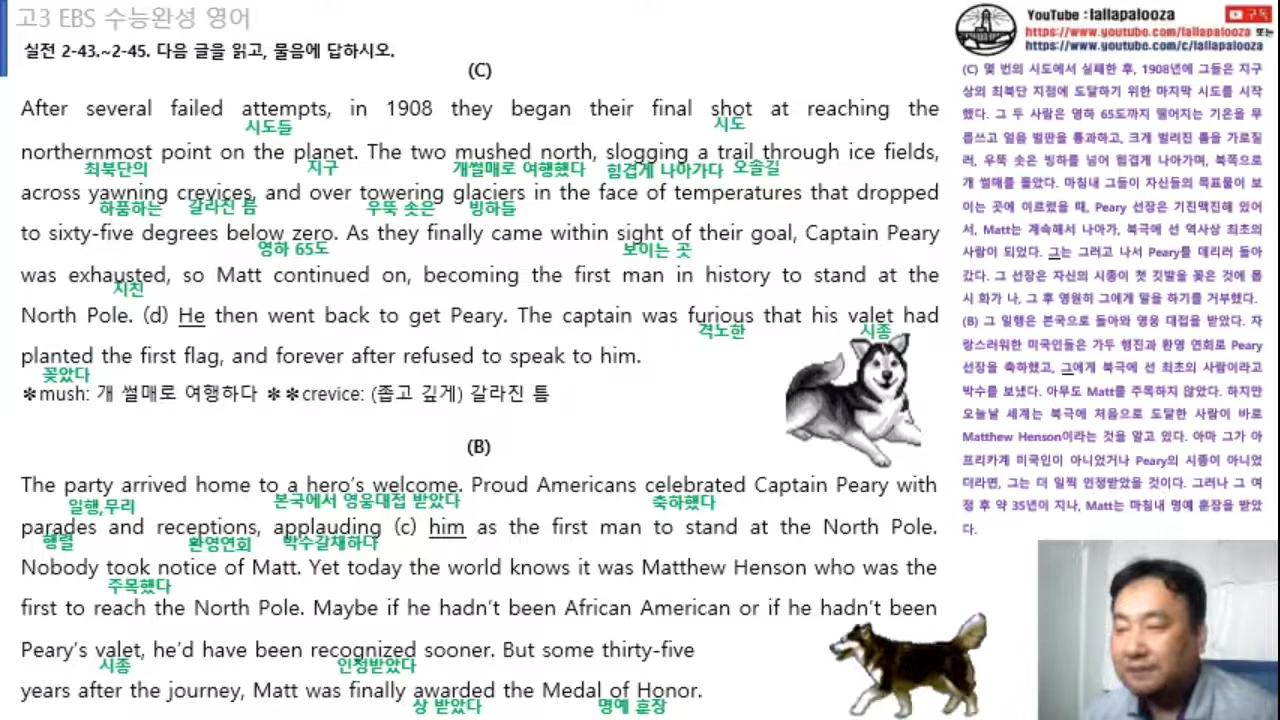 고3 EBS 수능완성 영어
실전 2-43.~2-45. 다음 글을 읽고, 물음에 답하시오.
(C)
After several failed attempts, in 1908 they began their final shot at reaching the
시도들 시도
northernmost point on the planet. The two mushed north, slogging a trail through ice fields,
최북단의 지구 개썰매로 여행했다 힘겹게 나아가다 오솔길
across yawning crevices, and over towering glaciers in the face of temperatures that dropped
하품하는 갈라진 틈 우뚝 솟은 빙하들
to sixty-five degrees below zero. As they finally came within sight of their goal, Captain Peary
영하 65도 보이는 곳
was exhausted, so Matt continued on, becoming the first man in history to stand at the
지친
North Pole. (d) He then went back to get Peary. The captain was furious that his valet had
격노한 시종
planted the first flag, and forever after refused to speak to him.
꽂았다
✻mush: 개 썰매로 여행하다 ✻✻crevice: (좁고 깊게) 갈라진 틈
(B)
The party arrived home to a hero's welcome. Proud Americans celebrated Captain Peary with
일행,무리 본국에서 영웅대접 받았다 축하했다
parades and receptions, applauding (c) him as the first man to stand at the North Pole.
행렬 환영연회 박수갈채하다
Nobody took notice of Matt. Yet today the world knows it was Matthew Henson who was the
주목했다
first to reach the North Pole. Maybe if he hadn't been African American or if he hadn't been
Peary's valet, he'd have been recognized sooner. But some thirty-five
시종 인정받았다
years after the journey, Matt was finally awarded the Medal of Honor.
상 받았다 명예 훈장
YouTube : lallapalooza 구독
https://www.youtube.com/lallapalooza 또는
https://www.youtube.com/c/lallapalooza
(C) 몇 번의 시도에서 실패한 후, 1908년에 그들은 지구
상의 최북단 지점에 도달하기 위한 마지막 시도를 시작
했다. 그 두 사람은 영하 65도까지 떨어지는 기온을 무
릅쓰고 얼음 벌판을 통과하고, 크게 벌려진 틈을 가로질
러, 우뚝 솟은 빙하를 넘어 힘겹게 나아가며, 북쪽으로
개 썰매를 몰았다. 마침내 그들이 자신들의 목표물이 보
이는 곳에 이르렀을 때, Peary 선장은 기진맥진해 있어
서, Matt는 계속해서 나아가, 북극에 선 역사상 최초의
사람이 되었다. 그는 그러고 나서 Peary를 데리러 돌아
갔다. 그 선장은 자신의 시종이 첫 깃발을 꽂은 것에 몹
시 화가 나, 그 후 영원히 그에게 말을 하기를 거부했다.
(B) 그 일행은 본국으로 돌아와 영웅 대접을 받았다. 자
랑스러워한 미국인들은 가두 행진과 환영 연회로 Peary
선장을 축하했고, 그에게 북극에 선 최초의 사람이라고
박수를 보냈다. 아무도 Matt를 주목하지 않았다. 하지만
오늘날 세계는 북극에 처음으로 도달한 사람이 바로
Matthew Henson이라는 것을 알고 있다. 아마 그가 아
프리카계 미국인이 아니었거나 Peary의 시종이 아니었
더라면, 그는 더 일찍 인정받았을 것이다. 그러나 그 여
정 후 약 35년이 지나, Matt는 마침내 명예 훈장을 받았
다.